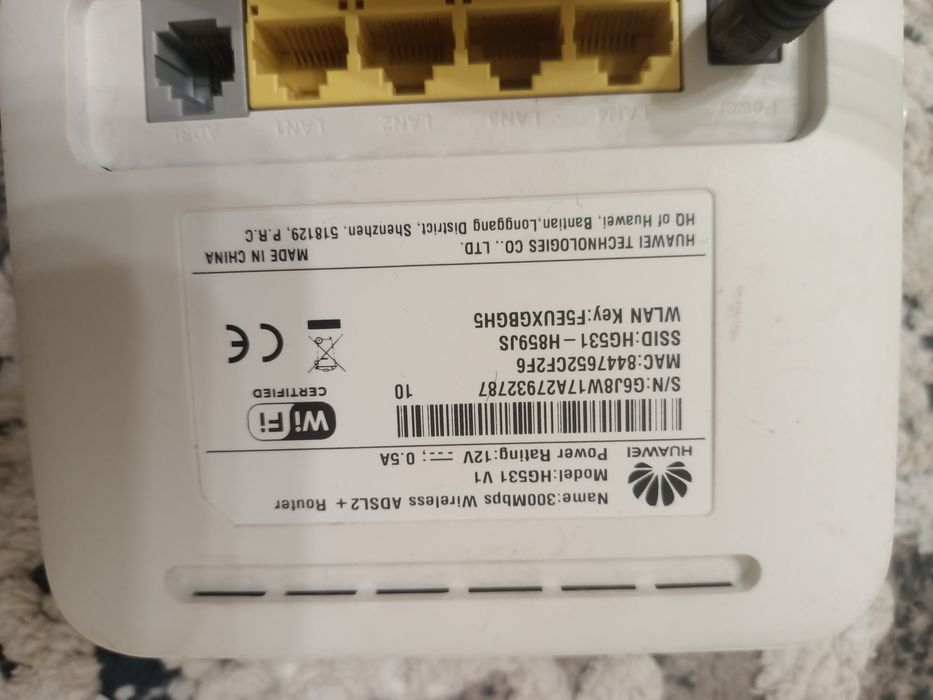 HUAWEI
Name:300Mbps Wireless ADSL2+ Router
Model:HG531 V1
Power Rating:12V ⎓; 0.5A
S/N:G6J8W17A27932787 10
MAC:8447652CF2F6
SSID:HG531-H859JS
WLAN Key:F5EUXGBGH5
Wi Fi
CERTIFIED
CE
HUAWEI TECHNOLOGIES CO., LTD. MADE IN CHINA
HQ of Huawei, Bantian,Longgang District, Shenzhen. 518129, P.R.C
ADSL LAN1 LAN2 LAN3 LAN4 Power